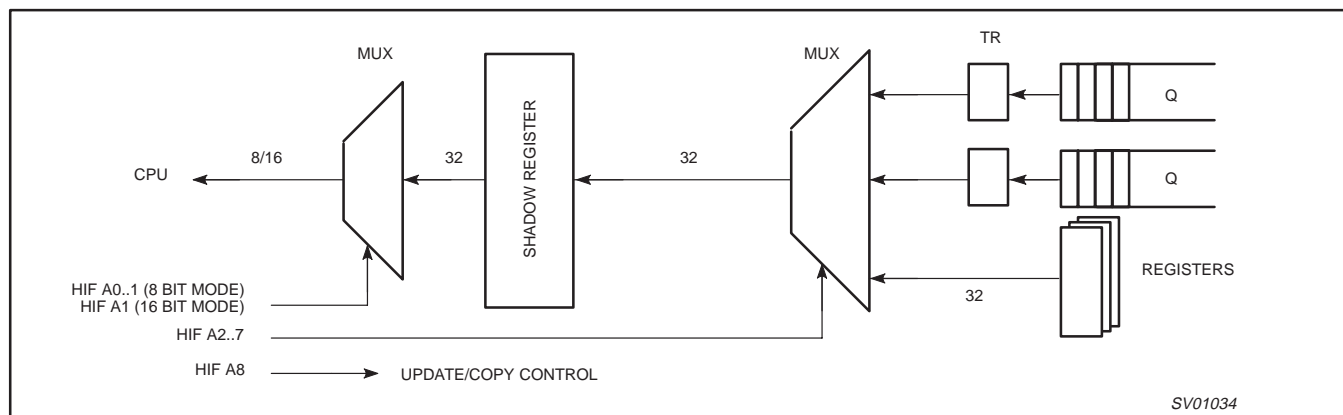 MUX
MUX
TR
Q
8/16
32
SHADOW REGISTER
32
CPU
Q
HIF A0..1 (8 BIT MODE)
HIF A1 (16 BIT MODE)
REGISTERS
32
HIF A2..7
HIF A8
UPDATE/COPY CONTROL
SV01034